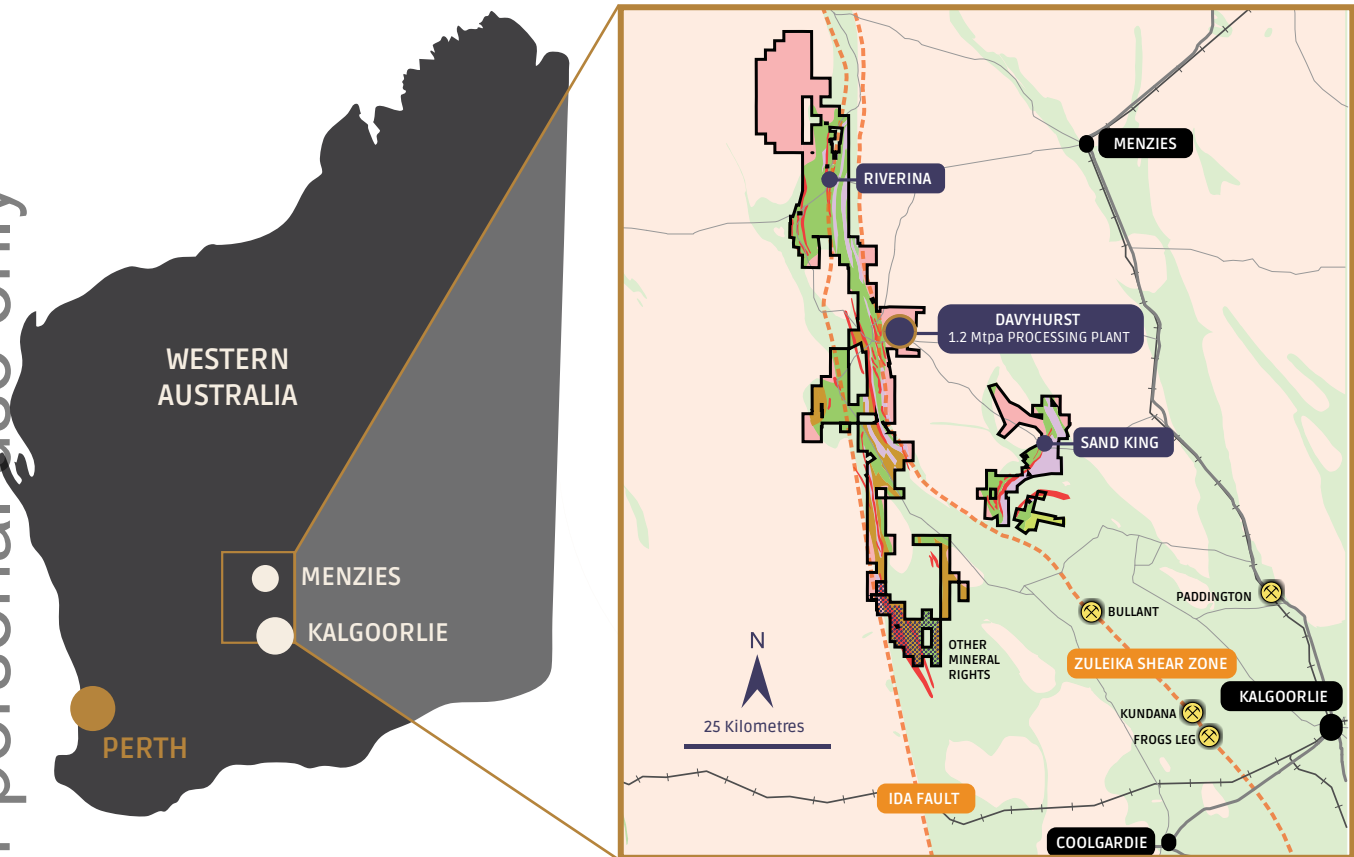 WESTERN
AUSTRALIA
MENZIES
KALGOORLIE
PERTH
MENZIES
RIVERINA
DAVYHURST
1.2 Mtpa PROCESSING PLANT
SAND KING
PADDINGTON
BULLANT
OTHER
MINERAL
RIGHTS
ZULEIKA SHEAR ZONE
N
25 Kilometres
KALGOORLIE
KUNDANA
FROGS LEG
IDA FAULT
COOLGARDIE